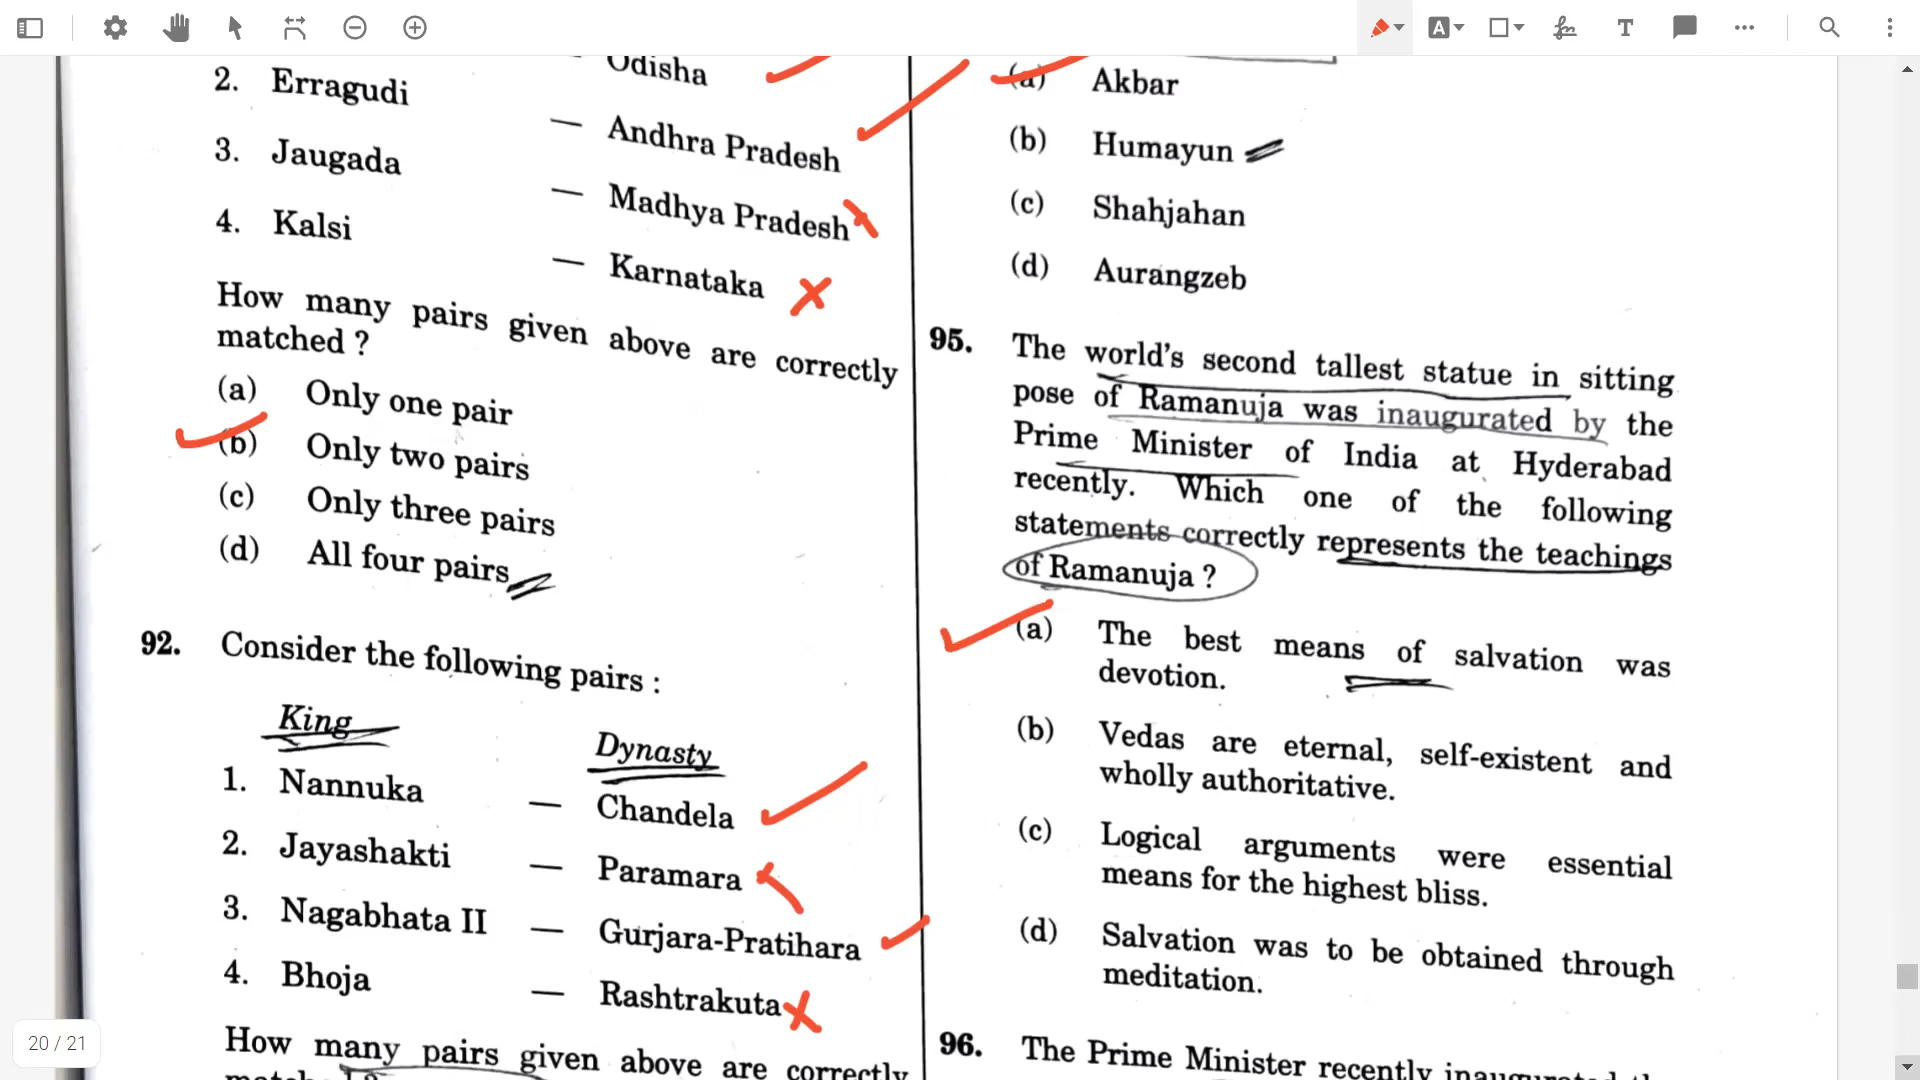 Odisha
2. Erragudi
— Andhra Pradesh
3. Jaugada
— Madhya Pradesh
4. Kalsi
— Karnataka
How many pairs given above are correctly
matched ?
(a) Only one pair
(b) Only two pairs
(c) Only three pairs
(d) All four pairs
92. Consider the following pairs :
King
Dynasty
1. Nannuka — Chandela
2. Jayashakti — Paramara
3. Nagabhata II — Gurjara-Pratihara
4. Bhoja — Rashtrakuta
How many pairs given above are correctly
(a) Akbar
(b) Humayun
(c) Shahjahan
(d) Aurangzeb
95. The world's second tallest statue in sitting
pose of Ramanuja was inaugurated by the
Prime Minister of India at Hyderabad
recently. Which one of the following
statements correctly represents the teachings
of Ramanuja ?
(a) The best means of salvation was
devotion.
(b) Vedas are eternal, self-existent and
wholly authoritative.
(c) Logical arguments were essential
means for the highest bliss.
(d) Salvation was to be obtained through
meditation.
96. The Prime Minister recently inaugurated
20 / 21